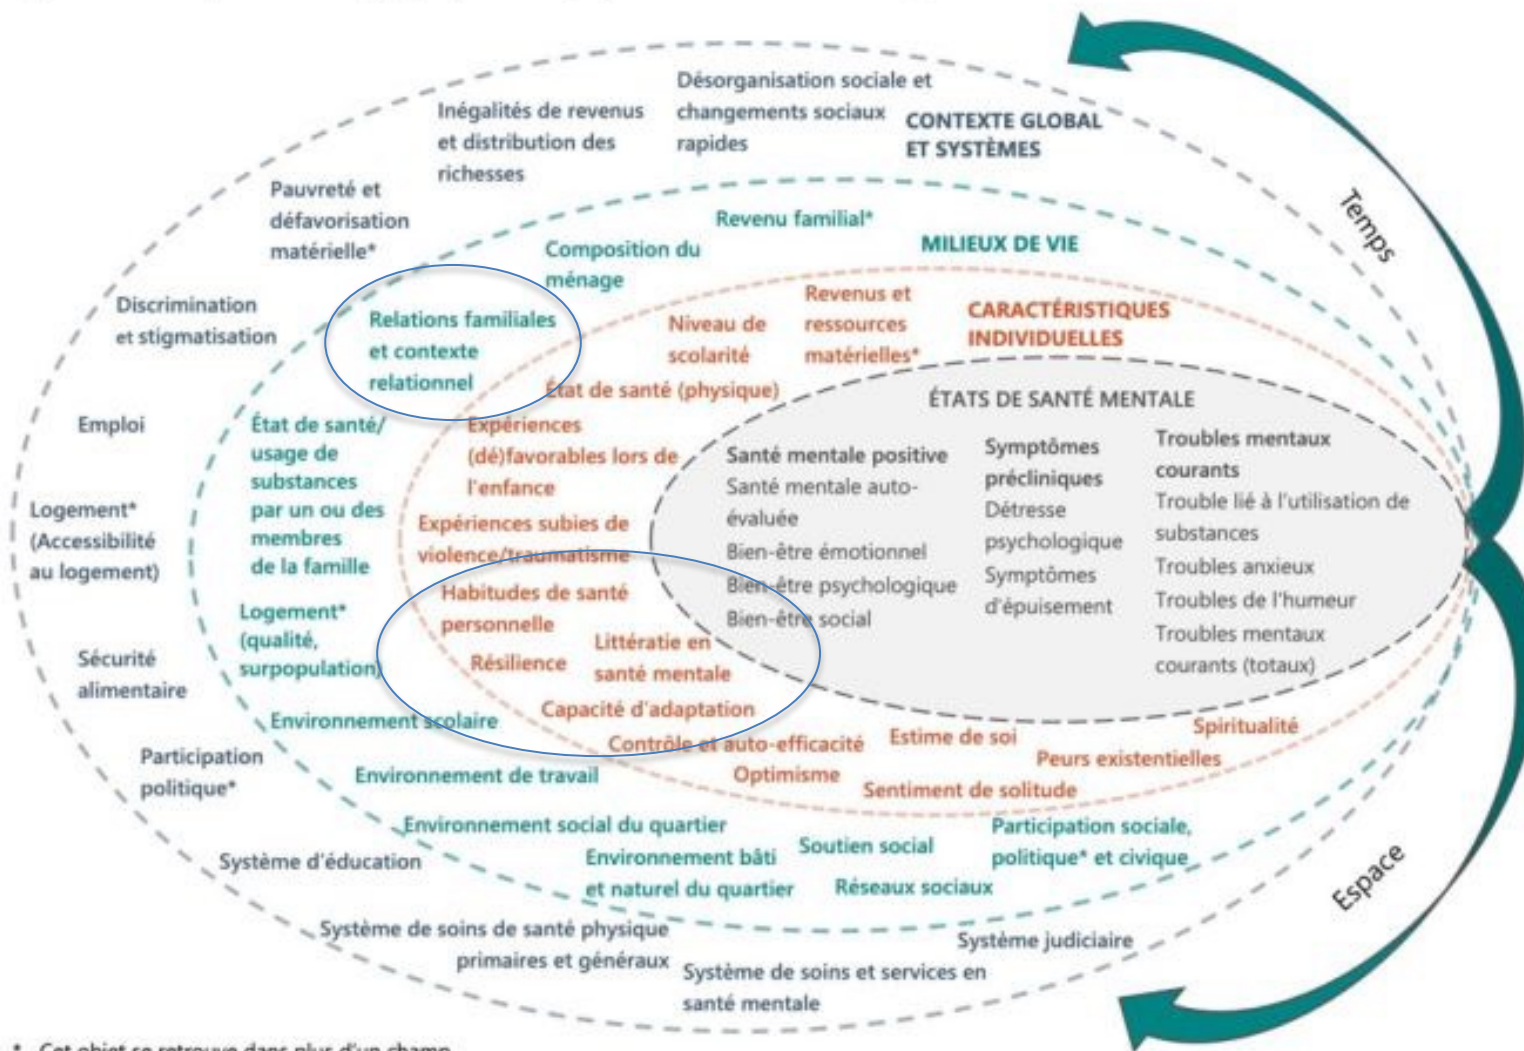 Désorganisation sociale et
changements sociaux
rapides
CONTEXTE GLOBAL
ET SYSTÈMES
Inégalités de revenus
et distribution des
richesses
Pauvreté et
défavorisation
matérielle*
Temps
Revenu familial*
Composition du
ménage
MILIEUX DE VIE
Discrimination
et stigmatisation
Relations familiales
et contexte
relationnel
Revenus et
ressources
matérielles*
Niveau de
scolarité
CARACTÉRISTIQUES
INDIVIDUELLES
État de santé (physique)
ÉTATS DE SANTÉ MENTALE
Emploi
État de santé/
usage de
substances
par un ou des
membres
de la famille
Expériences
(dé)favorables lors de
l'enfance
Santé mentale positive
Santé mentale auto-
évaluée
Bien-être émotionnel
Bien-être psychologique
Bien-être social
Symptômes
précliniques
Détresse
psychologique
Symptômes
d'épuisement
Troubles mentaux
courants
Trouble lié à l'utilisation de
substances
Troubles anxieux
Troubles de l'humeur
Troubles mentaux
courants (totaux)
Logement*
(Accessibilité
au logement)
Expériences subies de
violence/traumatisme
Habitudes de santé
personnelle
Logement*
(qualité,
surpopulation)
Résilience
Littératie en
santé mentale
Sécurité
alimentaire
Capacité d'adaptation
Environnement scolaire
Contrôle et auto-efficacité
Estime de soi
Spiritualité
Peurs existentielles
Optimisme
Sentiment de solitude
Participation
politique*
Environnement de travail
Environnement social du quartier
Environnement bâti
et naturel du quartier
Soutien social
Réseaux sociaux
Participation sociale,
politique* et civique
Espace
Système d'éducation
Système de soins de santé physique
primaires et généraux
Système de soins et services en
santé mentale
Système judiciaire
* Cet objet se retrouve dans plus d'un champ